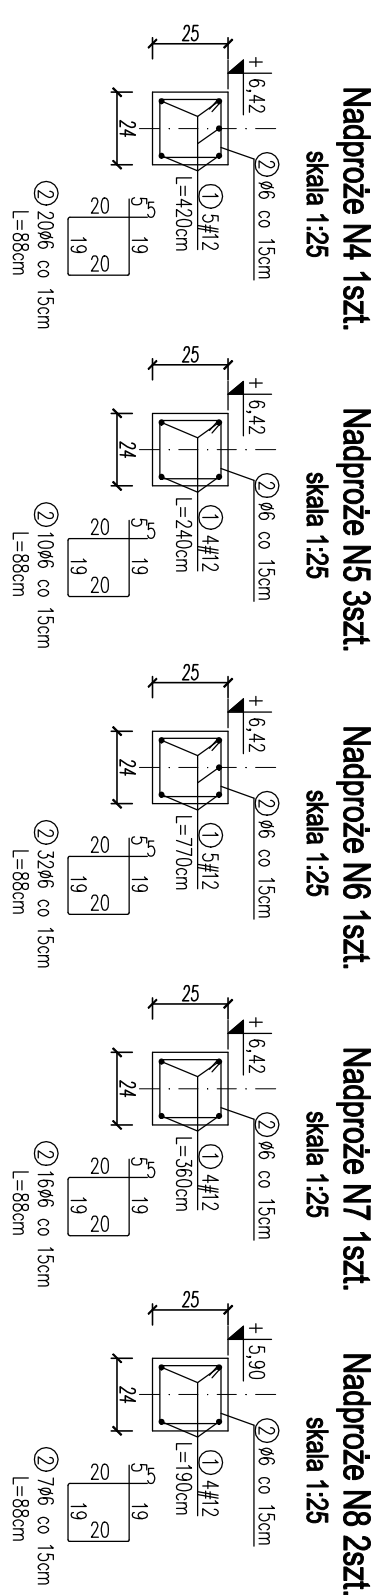 Nadproże N4 1szt.
skala 1:25
+ 6,42
25
24
② ø6 co 15cm
① 5#12
L=420cm
5
5
20
19
19
20
② 20ø6 co 15cm
L=88cm
Nadproże N5 3szt.
skala 1:25
+ 6,42
25
24
② ø6 co 15cm
① 4#12
L=240cm
5
5
20
19
19
20
② 10ø6 co 15cm
L=88cm
Nadproże N6 1szt.
skala 1:25
+ 6,42
25
24
② ø6 co 15cm
① 5#12
L=770cm
5
5
20
19
19
20
② 32ø6 co 15cm
L=88cm
Nadproże N7 1szt.
skala 1:25
+ 6,42
25
24
② ø6 co 15cm
① 4#12
L=360cm
5
5
20
19
19
20
② 16ø6 co 15cm
L=88cm
Nadproże N8 2szt.
skala 1:25
+ 5,90
25
24
② ø6 co 15cm
① 4#12
L=190cm
5
5
20
19
19
20
② 7ø6 co 15cm
L=88cm